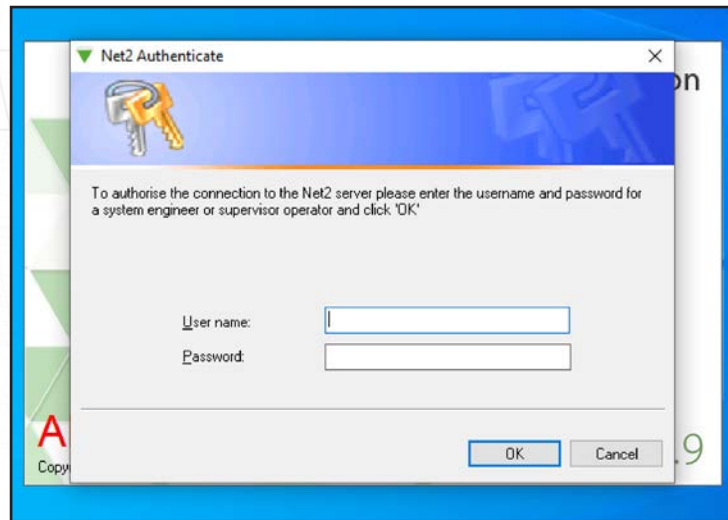 Net2 Authenticate
on
To authorise the connection to the Net2 server please enter the username and password for
a system engineer or supervisor operator and click 'OK'
User name:
Password:
A
OK
Cancel
.9
Copy